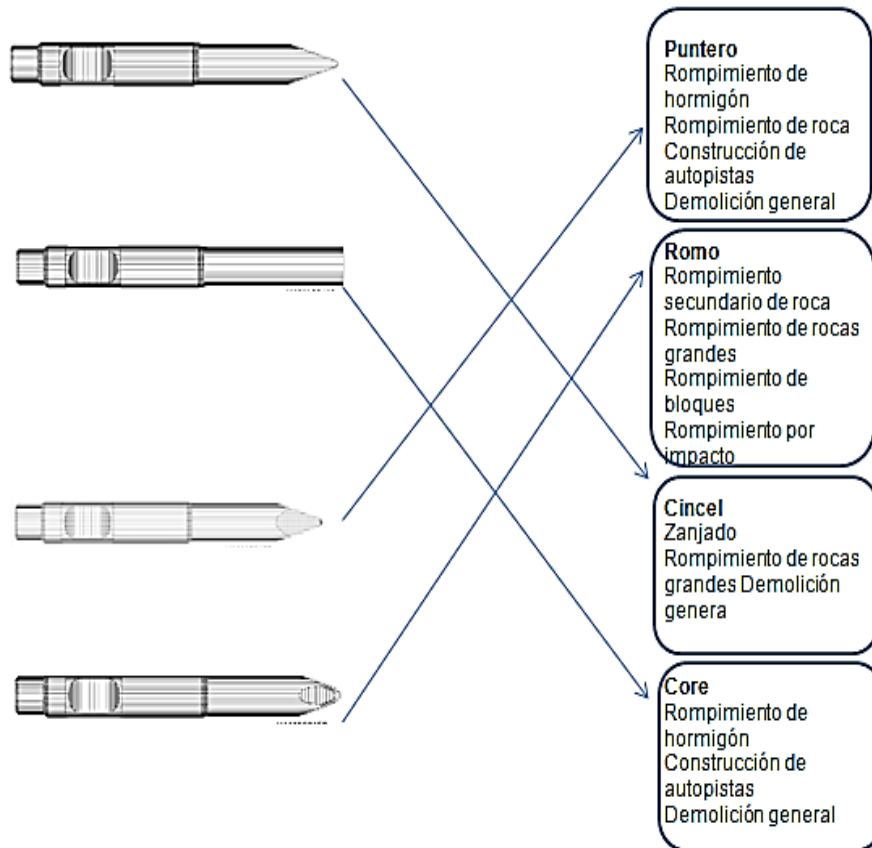 Puntero
Rompimiento de
hormigón
Rompimiento de roca
Construcción de
autopistas
Demolición general
Romo
Rompimiento
secundario de roca
Rompimiento de rocas
grandes
Rompimiento de
bloques
Rompimiento por
impacto
Cincel
Zanjado
Rompimiento de rocas
grandes Demolición
genera
Core
Rompimiento de
hormigón
Construcción de
autopistas
Demolición general